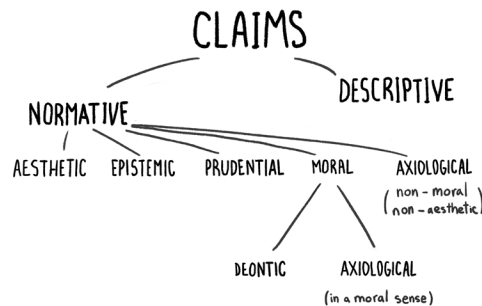 CLAIMS
DESCRIPTIVE
NORMATIVE
AESTHETIC EPISTEMIC PRUDENTIAL MORAL AXIOLOGICAL
(non-moral
non-aesthetic)
DEONTIC AXIOLOGICAL
(in a moral sense)